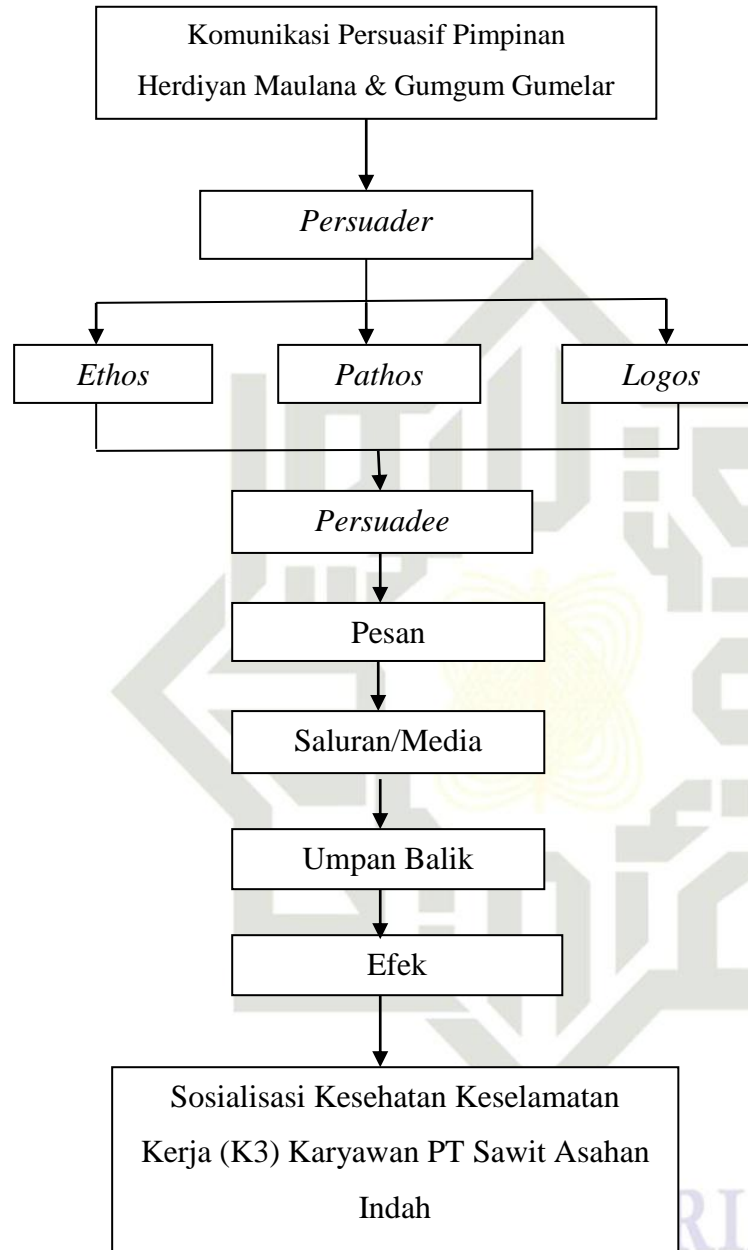 Komunikasi Persuasif Pimpinan
Herdiyan Maulana & Gumgum Gumelar
Persuader
Ethos
Pathos
Logos
Persuadee
Pesan
Saluran/Media
Umpan Balik
Efek
Sosialisasi Kesehatan Keselamatan
Kerja (K3) Karyawan PT Sawit Asahan
Indah
RI